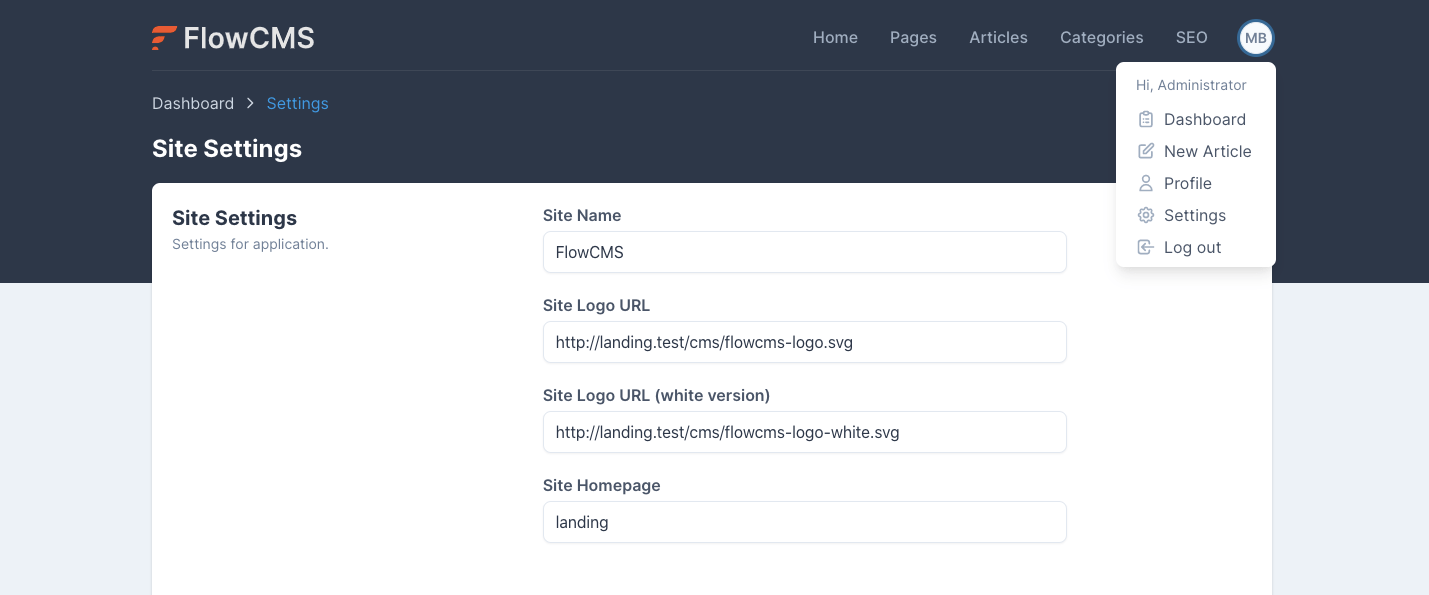 FlowCMS
Home Pages Articles Categories SEO MB
Hi, Administrator
Dashboard
New Article
Profile
Settings
Log out
Dashboard > Settings
Site Settings
Site Settings
Settings for application.
Site Name
FlowCMS
Site Logo URL
http://landing.test/cms/flowcms-logo.svg
Site Logo URL (white version)
http://landing.test/cms/flowcms-logo-white.svg
Site Homepage
landing